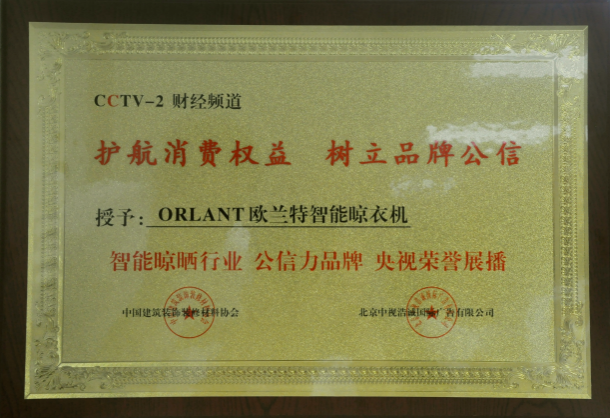 CCTV-2 财经频道
护航消费权益 树立品牌公信
授予：ORLANT欧兰特智能晾衣机
智能晾晒行业 公信力品牌 央视荣誉展播
中国建筑装饰装修材料协会 北京中视浩诚国际广告有限公司